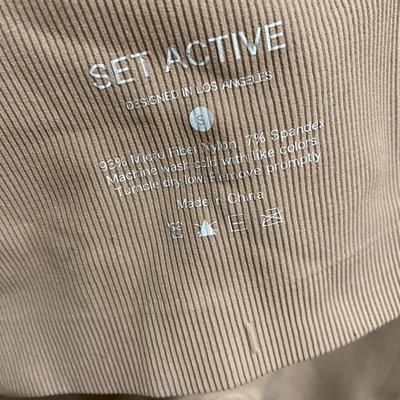 SET ACTIVE
DESIGNED IN LOS ANGELES
S
93% Micro Fiber Nylon 7% Spandex
Machine wash cold with like colors
Tumble dry low. Remove promptly
Made in China